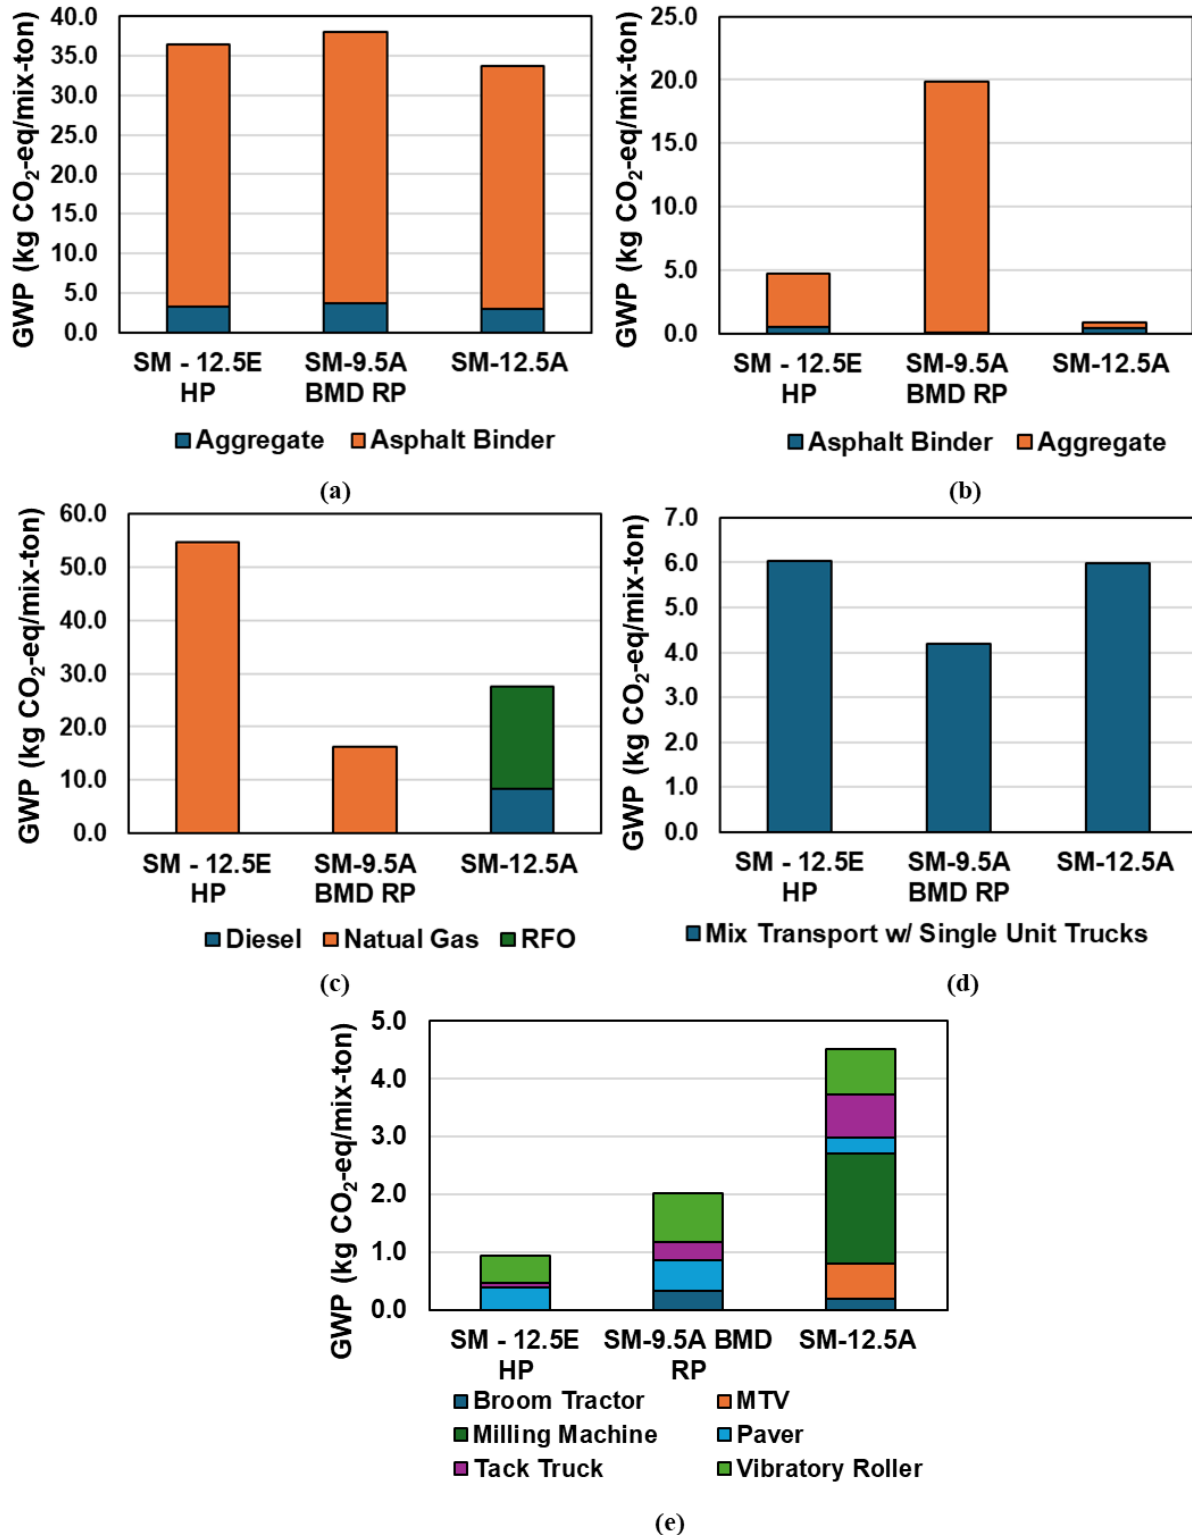 GWP (kg CO₂-eq/mix-ton)
40.0
35.0
30.0
25.0
20.0
15.0
10.0
5.0
0.0
SM - 12.5E HP
SM-9.5A BMD RP
SM-12.5A
Aggregate Asphalt Binder
(a)
GWP (kg CO₂-eq/mix-ton)
25.0
20.0
15.0
10.0
5.0
0.0
SM - 12.5E HP
SM-9.5A BMD RP
SM-12.5A
Asphalt Binder Aggregate
(b)
GWP (kg CO₂-eq/mix-ton)
60.0
50.0
40.0
30.0
20.0
10.0
0.0
SM - 12.5E HP
SM-9.5A BMD RP
SM-12.5A
Diesel Natual Gas RFO
(c)
GWP (kg CO₂-eq/mix-ton)
7.0
6.0
5.0
4.0
3.0
2.0
1.0
0.0
SM - 12.5E HP
SM-9.5A BMD RP
SM-12.5A
Mix Transport w/ Single Unit Trucks
(d)
GWP (kg CO₂-eq/mix-ton)
5.0
4.0
3.0
2.0
1.0
0.0
SM - 12.5E HP
SM-9.5A BMD RP
SM-12.5A
Broom Tractor MTV
Milling Machine Paver
Tack Truck Vibratory Roller
(e)